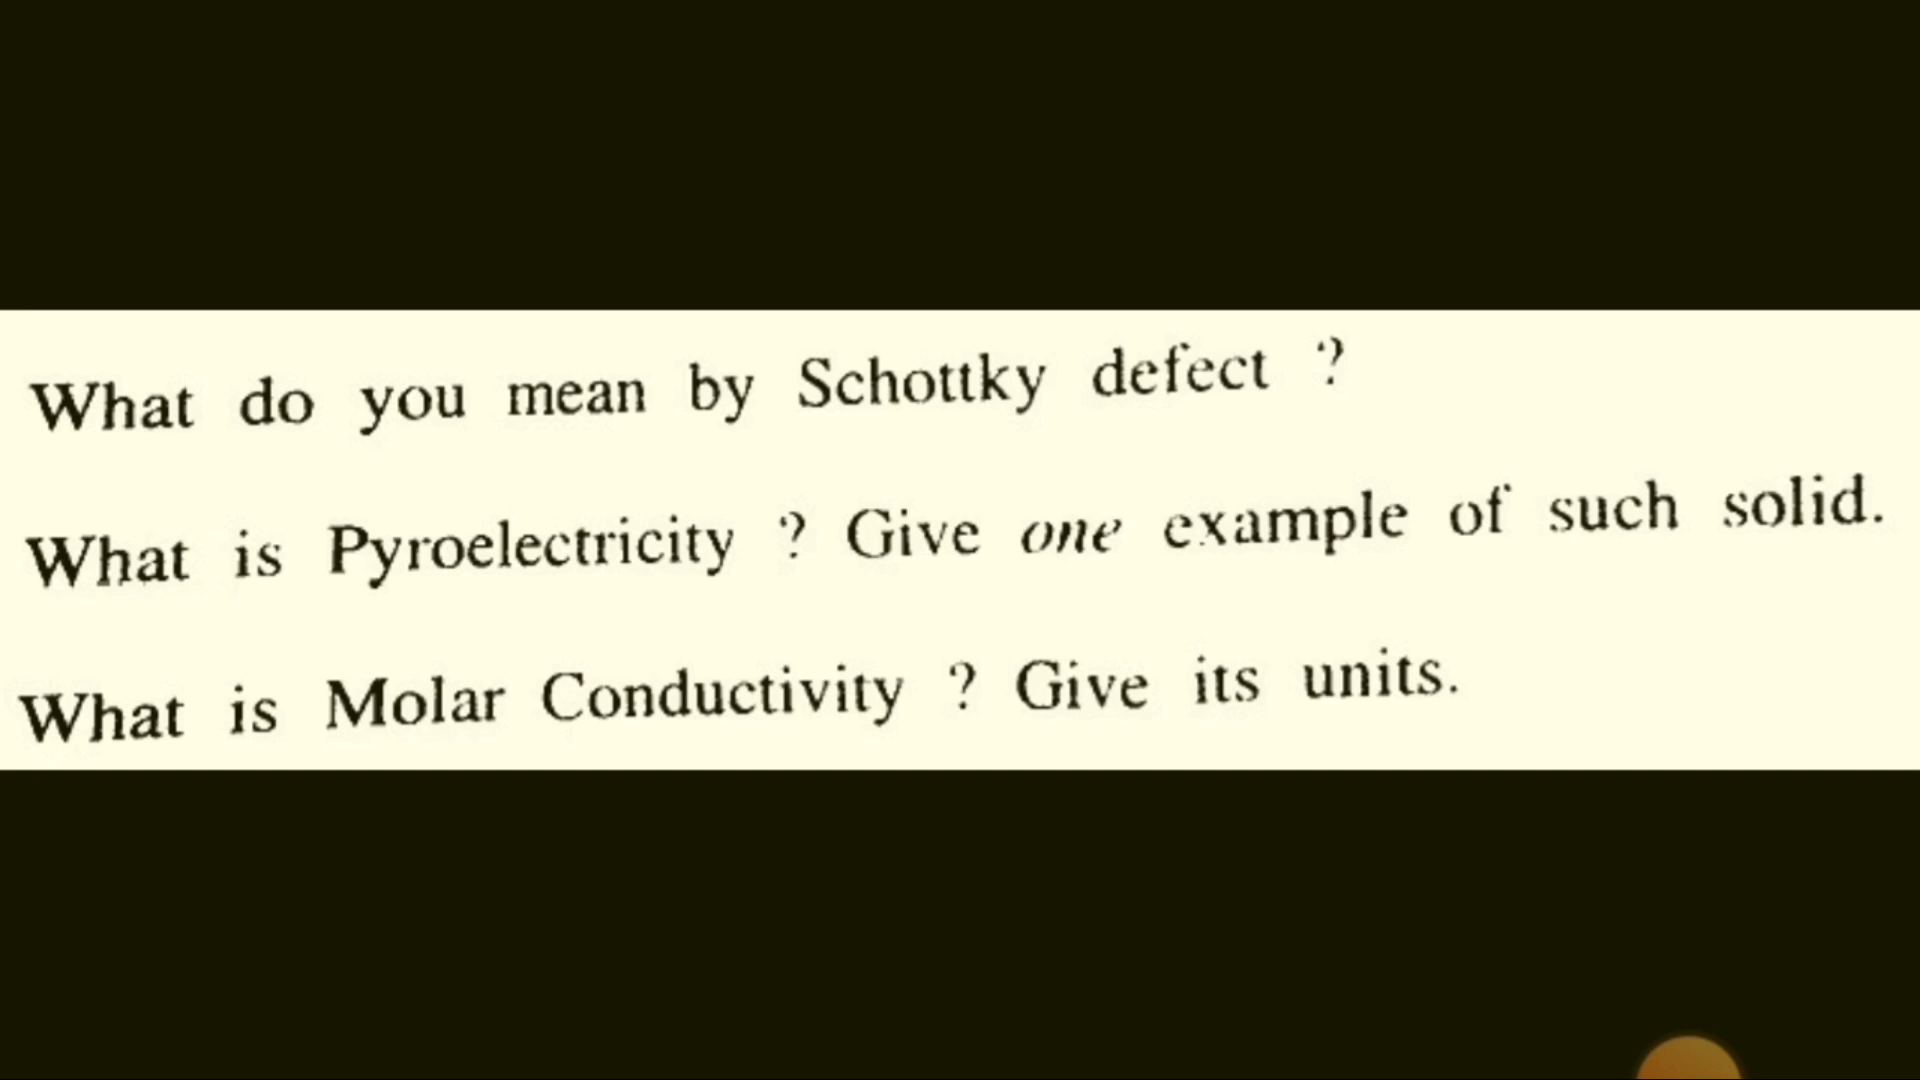 What do you mean by Schottky defect ?
What is Pyroelectricity ? Give one example of such solid.
What is Molar Conductivity ? Give its units.